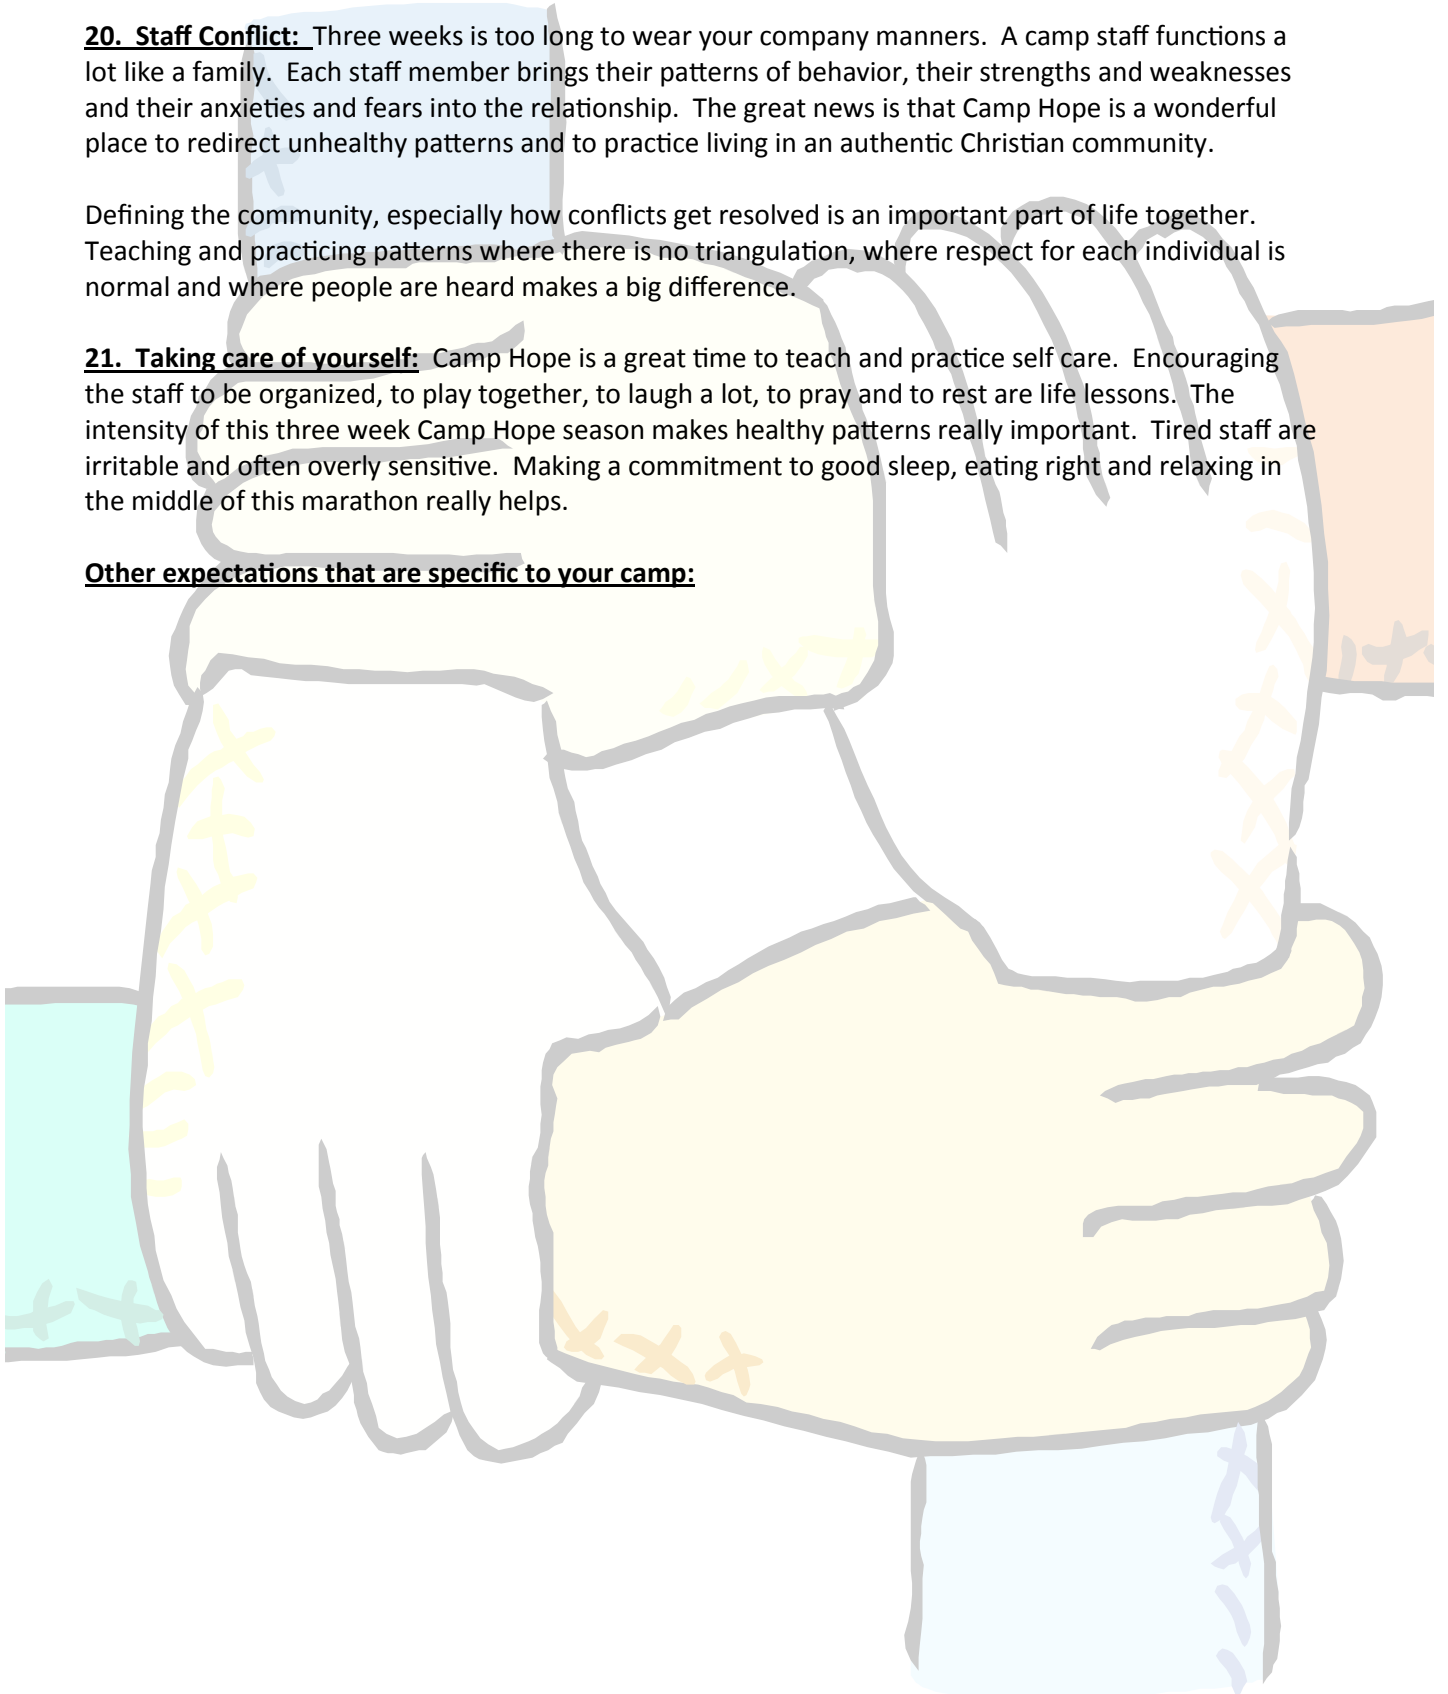 20.  Staff Conflict:  Three weeks is too long to wear your company manners.  A camp staff functions a
lot like a family.  Each staff member brings their patterns of behavior, their strengths and weaknesses
and their anxieties and fears into the relationship.  The great news is that Camp Hope is a wonderful
place to redirect unhealthy patterns and to practice living in an authentic Christian community.

Defining the community, especially how conflicts get resolved is an important part of life together.
Teaching and practicing patterns where there is no triangulation, where respect for each individual is
normal and where people are heard makes a big difference.

21.  Taking care of yourself:  Camp Hope is a great time to teach and practice self care.  Encouraging
the staff to be organized, to play together, to laugh a lot, to pray and to rest are life lessons.  The
intensity of this three week Camp Hope season makes healthy patterns really important.  Tired staff are
irritable and often overly sensitive.  Making a commitment to good sleep, eating right and relaxing in
the middle of this marathon really helps.

Other expectations that are specific to your camp: